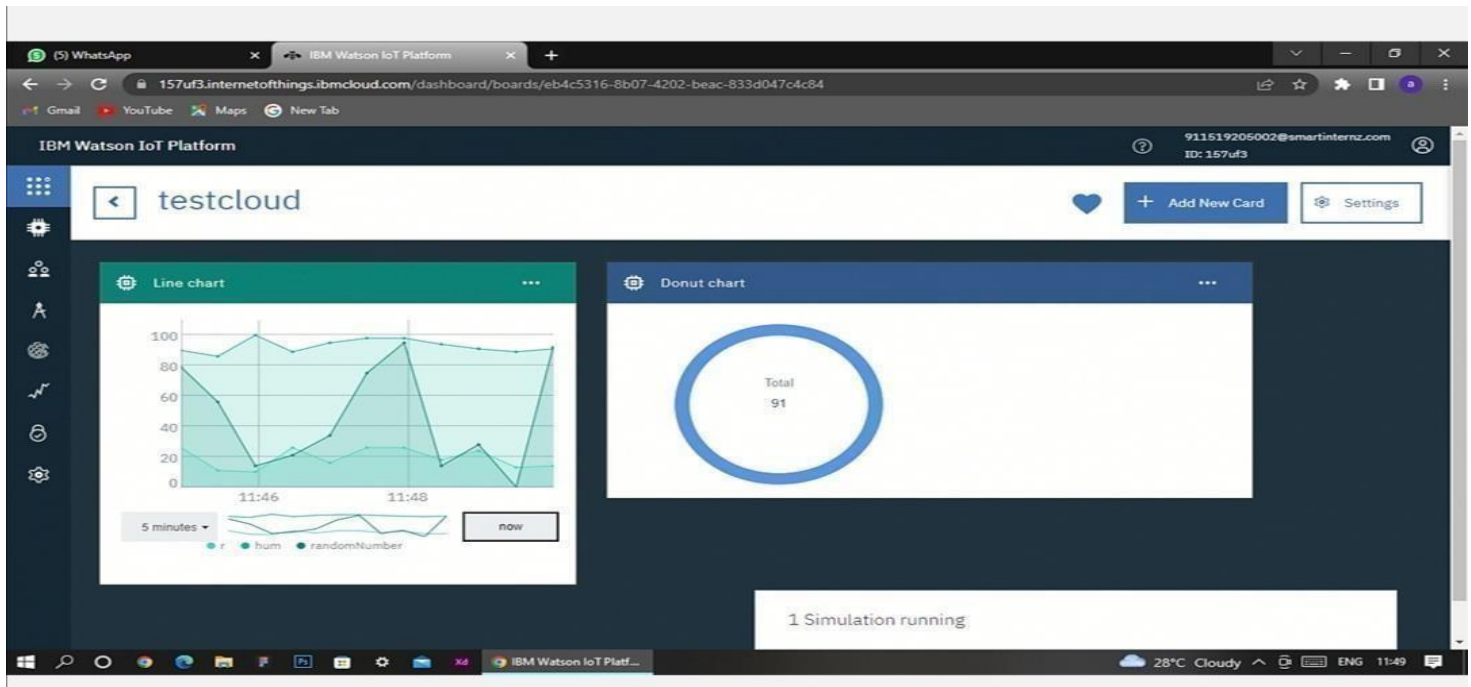 (5) WhatsApp
IBM Watson IoT Platform
157uf3.internetofthings.ibmcloud.com/dashboard/boards/eb4c5316-8b07-4202-beac-833d047c4c84
a
Gmail YouTube Maps New Tab
IBM Watson IoT Platform
911519205002@smartinternz.com
ID: 157uf3
testcloud
+ Add New Card
Settings
Line chart
Donut chart
100
80
60
40
20
0
11:46 11:48
5 minutes
now
r hum randomNumber
Total
91
1 Simulation running
Ps
Xd
IBM Watson IoT Platf...
28°C Cloudy
ENG
11:49